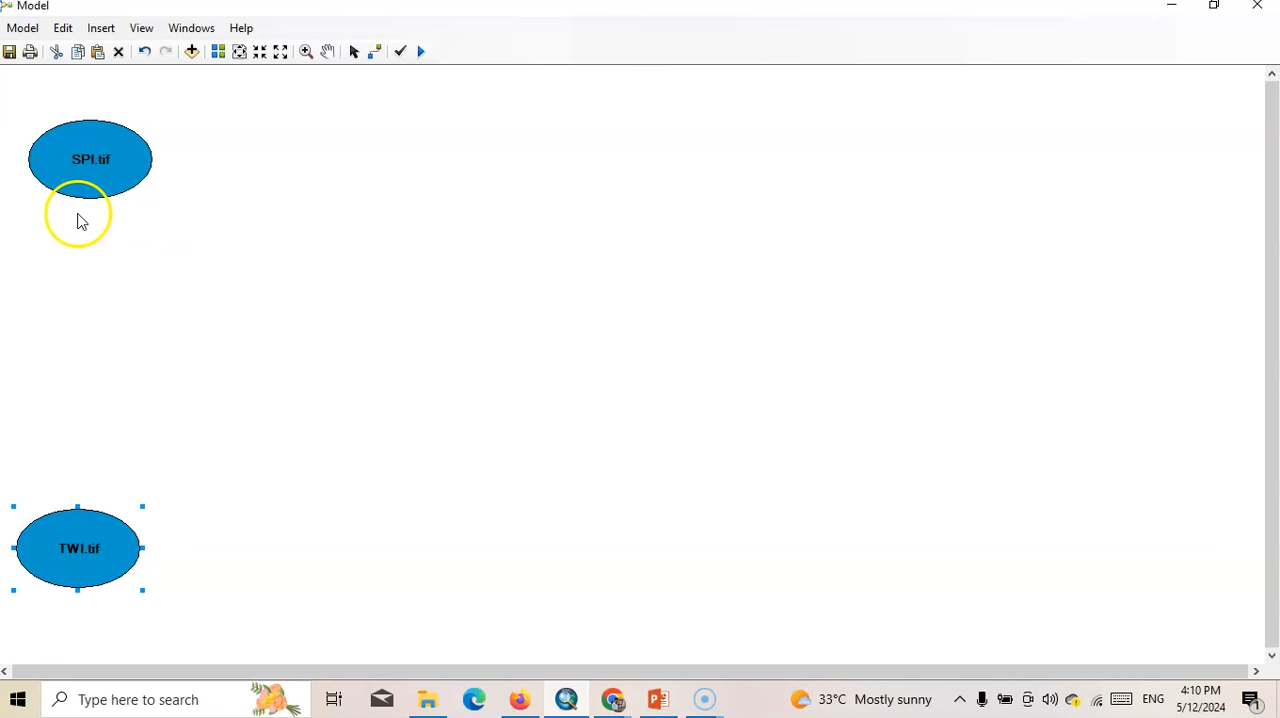 Model
Model Edit Insert View Windows Help
SPI.tif
TWI.tif
Type here to search
33°C Mostly sunny
ENG
4:10 PM
5/12/2024
1